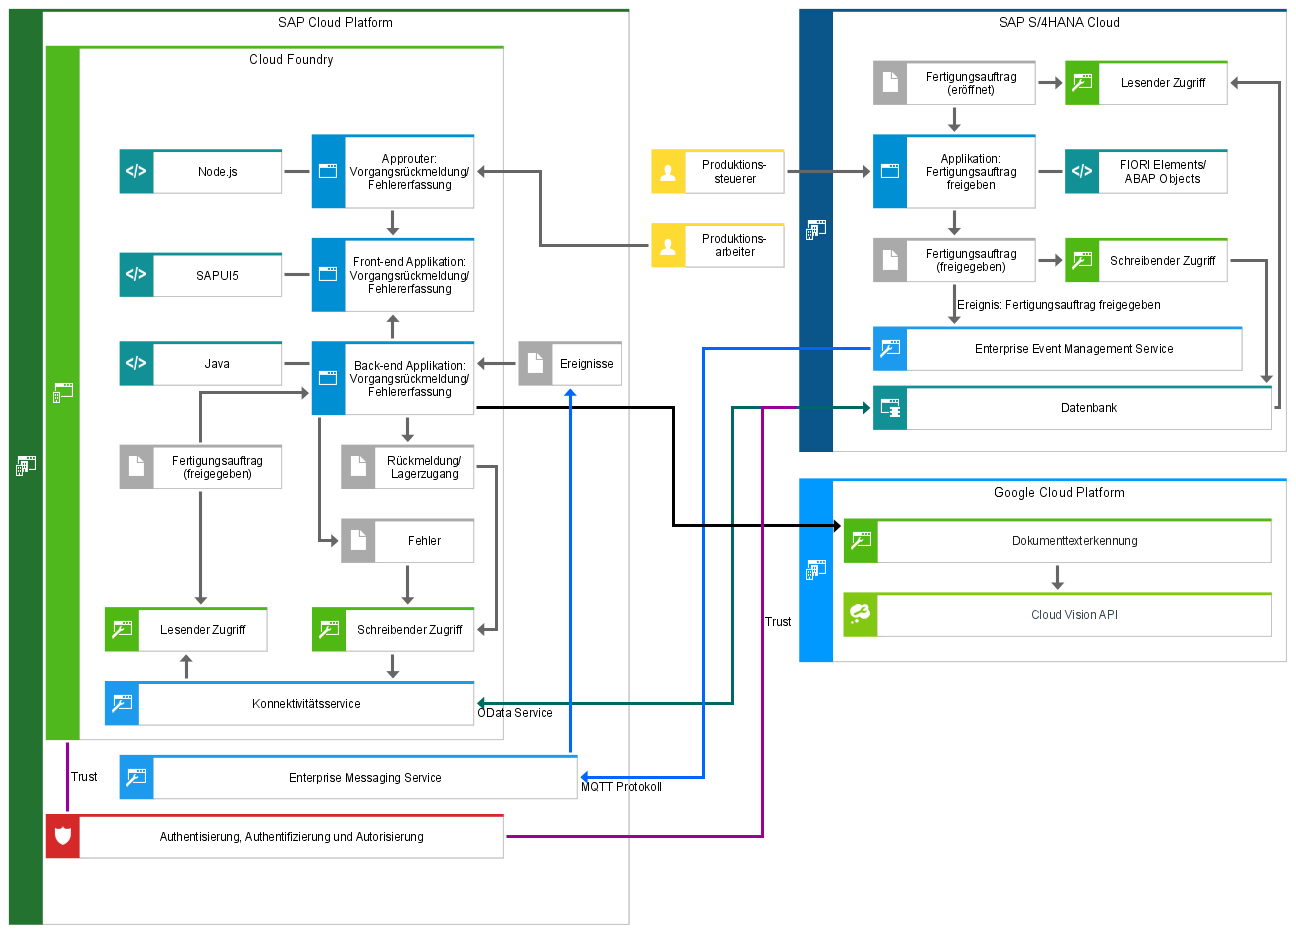 SAP Cloud Platform
Cloud Foundry
Node.js
Approuter:
Vorgangsrückmeldung/
Fehlererfassung
SAPUI5
Front-end Applikation:
Vorgangsrückmeldung/
Fehlererfassung
Java
Back-end Applikation:
Vorgangsrückmeldung/
Fehlererfassung
Ereignisse
Fertigungsauftrag
(freigegeben)
Rückmeldung/
Lagerzugang
Fehler
Lesender Zugriff
Schreibender Zugriff
Konnektivitätsservice
OData Service
Trust
Enterprise Messaging Service
MQTT Protokoll
Authentisierung, Authentifizierung und Autorisierung
Produktions-
steuerer
Produktions-
arbeiter
Trust
SAP S/4HANA Cloud
Fertigungsauftrag
(eröffnet)
Lesender Zugriff
Applikation:
Fertigungsauftrag
freigeben
FIORI Elements/
ABAP Objects
Fertigungsauftrag
(freigegeben)
Schreibender Zugriff
Ereignis: Fertigungsauftrag freigegeben
Enterprise Event Management Service
Datenbank
Google Cloud Platform
Dokumenttexterkennung
Cloud Vision API